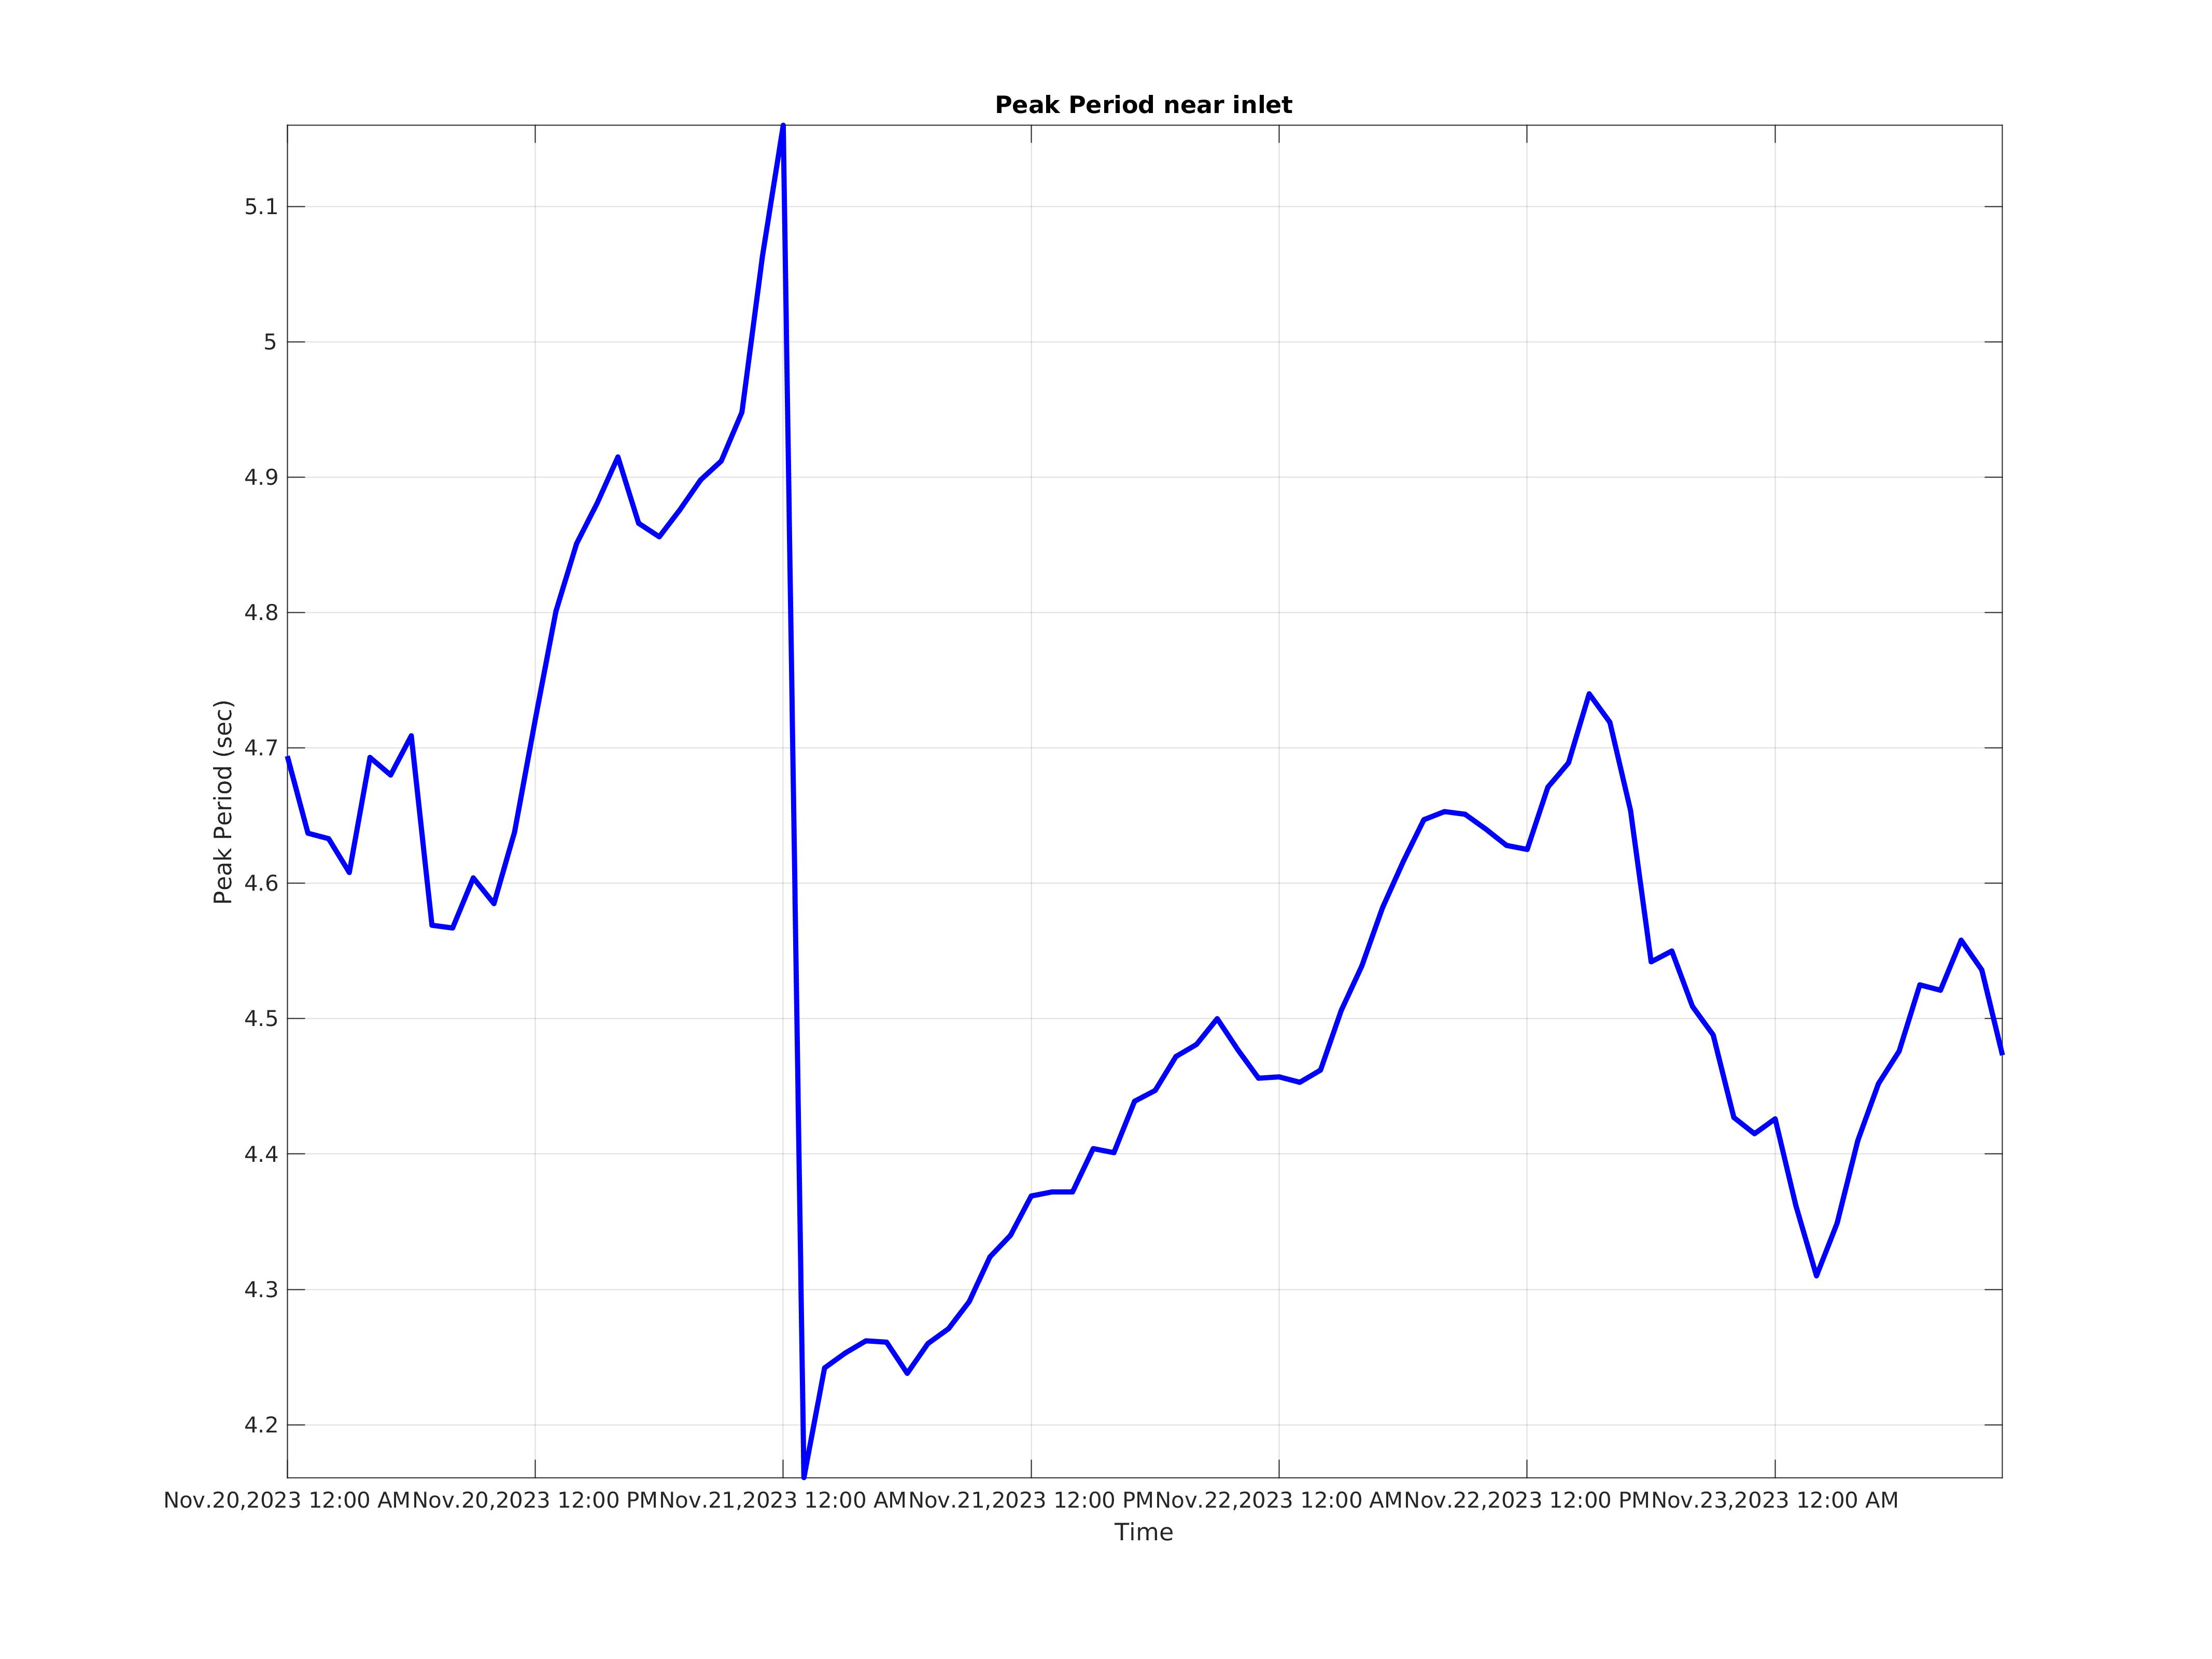 Peak Period near inlet
5.1
5
4.9
4.8
4.7
4.6
4.5
4.4
4.3
4.2
Peak Period (sec)
Nov.20,2023 12:00 AM Nov.20,2023 12:00 PM Nov.21,2023 12:00 AM Nov.21,2023 12:00 PM Nov.22,2023 12:00 AM Nov.22,2023 12:00 PM Nov.23,2023 12:00 AM
Time